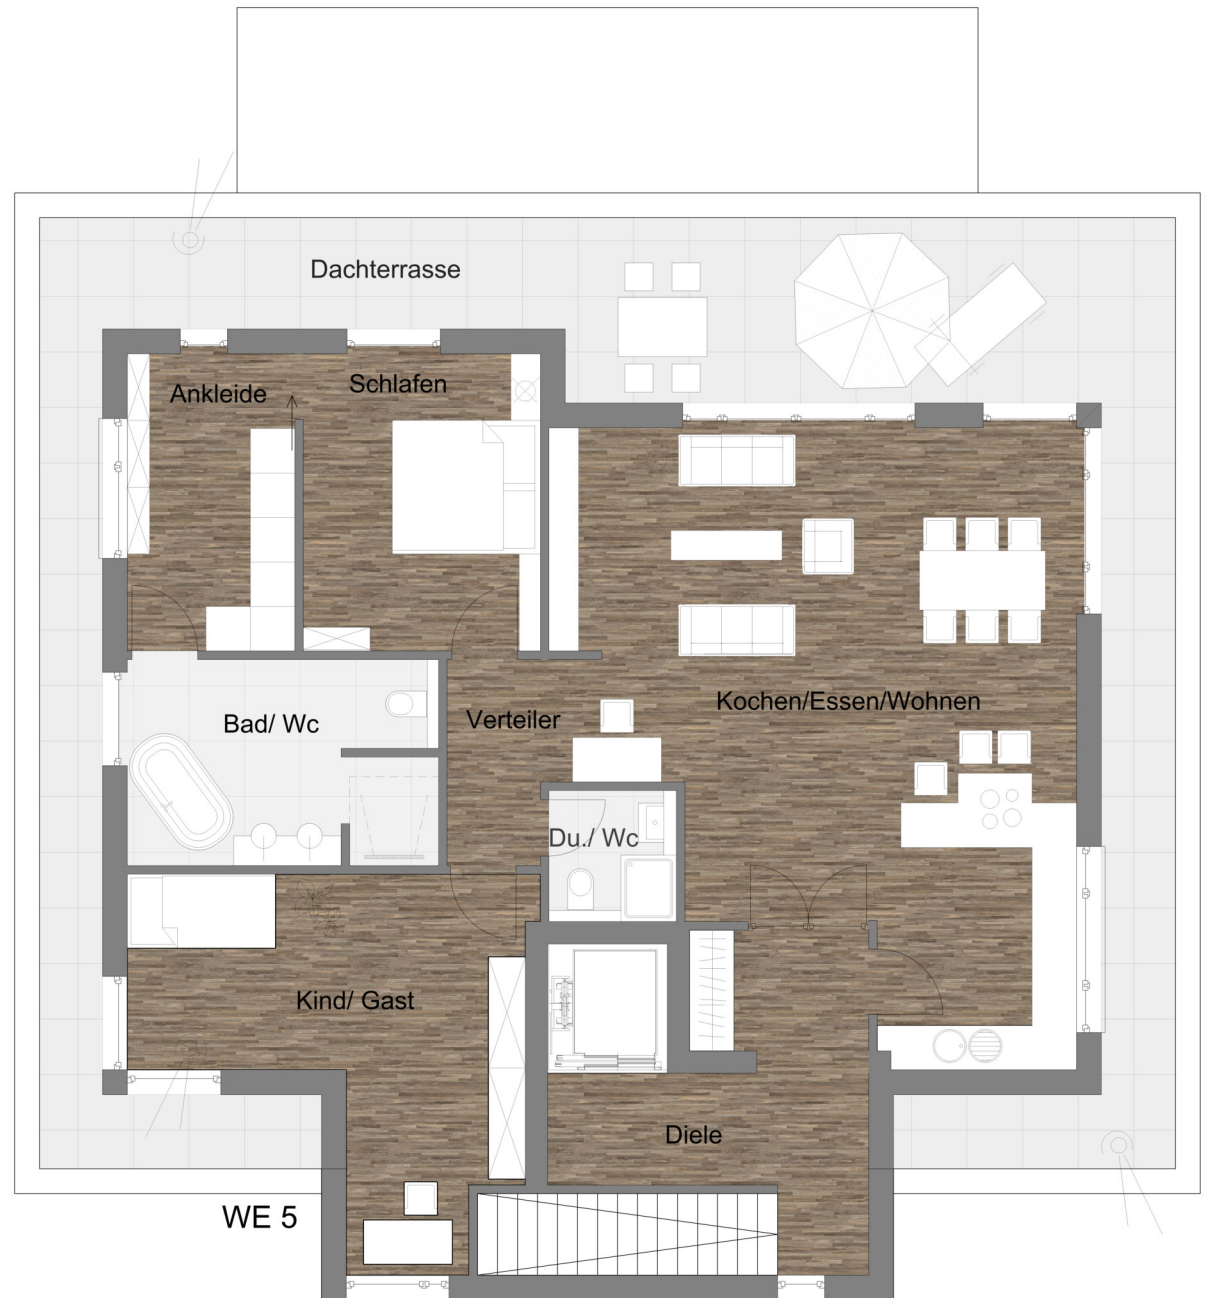 Dachterrasse
Ankleide
Schlafen
Bad/ Wc
Verteiler
Kochen/Essen/Wohnen
Du./ Wc
Kind/ Gast
Diele
WE 5